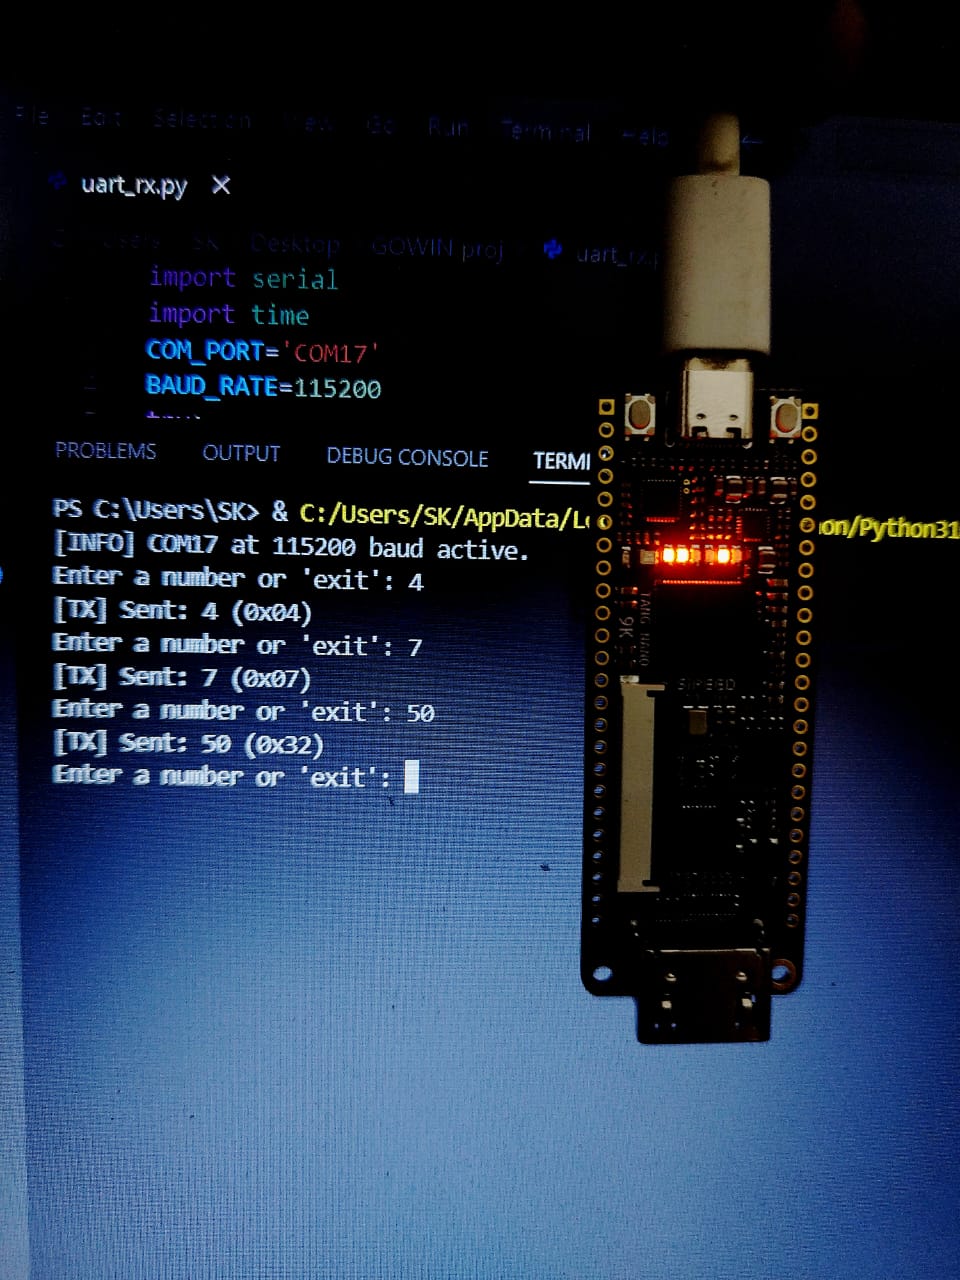 File Edit Selection View Go Run Terminal Help
uart_rx.py ×
Users SK Desktop GOWIN proj uart_rx.p
import serial
import time
COM_PORT='COM17'
BAUD_RATE=115200
PROBLEMS OUTPUT DEBUG CONSOLE TERMI
PS C:\Users\SK> & C:/Users/SK/AppData/Lo on/Python31
[INFO] COM17 at 115200 baud active.
Enter a number or 'exit': 4
[TX] Sent: 4 (0x04)
Enter a number or 'exit': 7
[TX] Sent: 7 (0x07)
Enter a number or 'exit': 50
[TX] Sent: 50 (0x32)
Enter a number or 'exit':
TANG NANO
9K
SIPEED